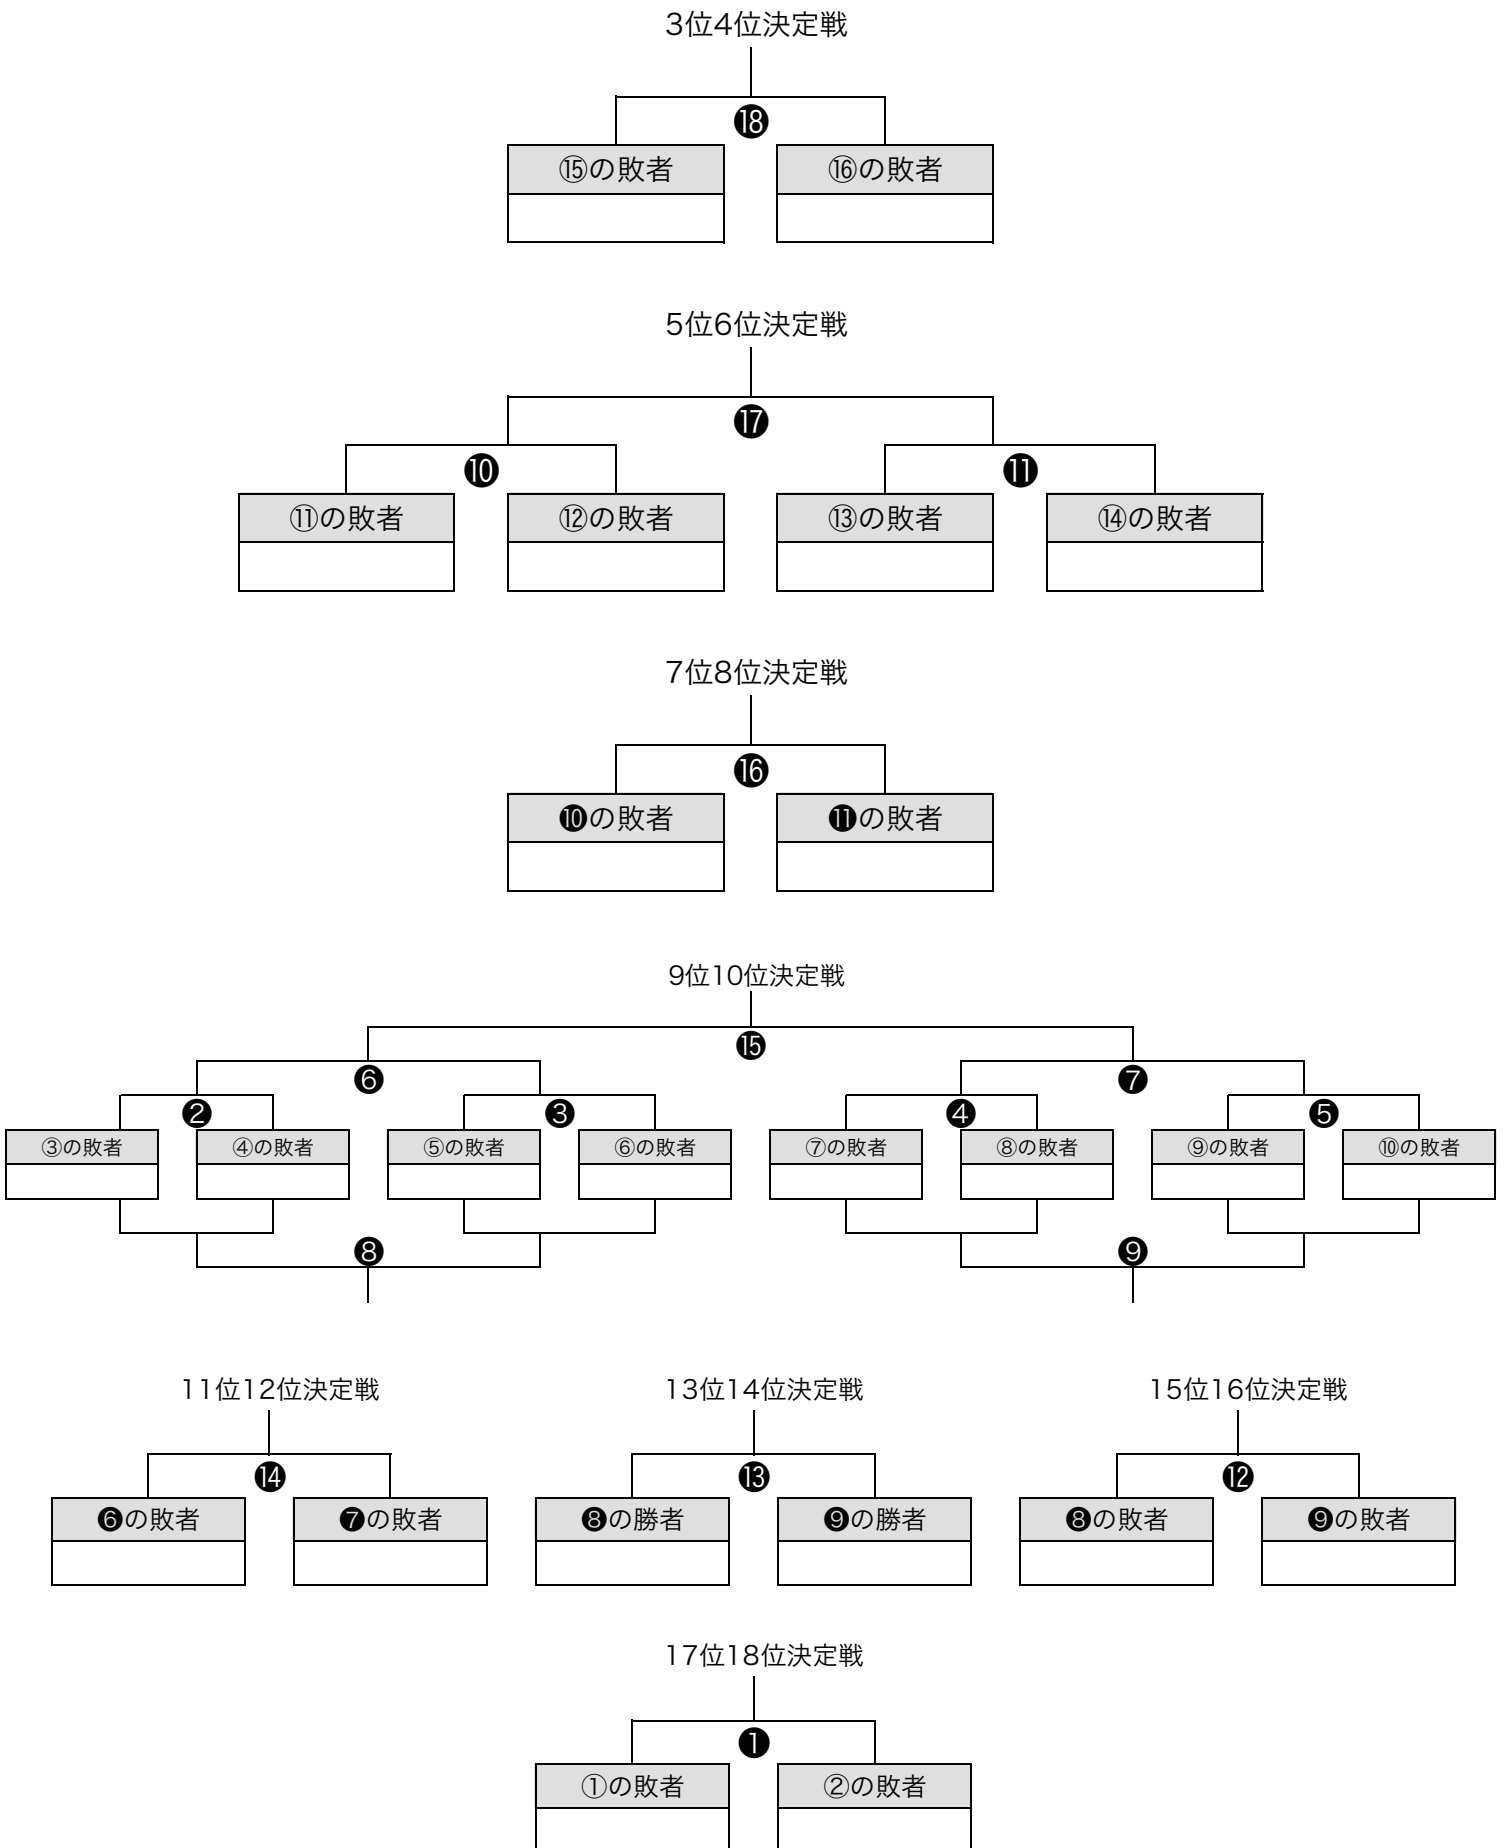 3位4位決定戦
⓲
⑮の敗者 ⑯の敗者
5位6位決定戦
⓱
❿ ⓫
⑪の敗者 ⑫の敗者 ⑬の敗者 ⑭の敗者
7位8位決定戦
⓰
❿の敗者 ⓫の敗者
9位10位決定戦
⓯
❻ ❼
❷ ❸ ❹ ❺
③の敗者 ④の敗者 ⑤の敗者 ⑥の敗者 ⑦の敗者 ⑧の敗者 ⑨の敗者 ⑩の敗者
❽ ❾
11位12位決定戦 13位14位決定戦 15位16位決定戦
⓮ ⓭ ⓬
❻の敗者 ❼の敗者 ❽の勝者 ❾の勝者 ❽の敗者 ❾の敗者
17位18位決定戦
❶
①の敗者 ②の敗者